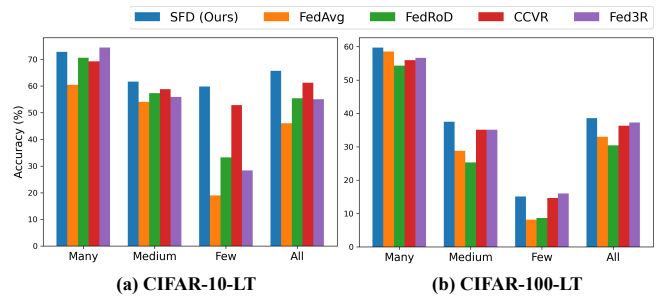 SFD (Ours) FedAvg FedRoD CCVR Fed3R
Accuracy (%)
70
60
50
40
30
20
10
0
Many Medium Few All
60
50
40
30
20
10
0
Many Medium Few All
(a) CIFAR-10-LT
(b) CIFAR-100-LT